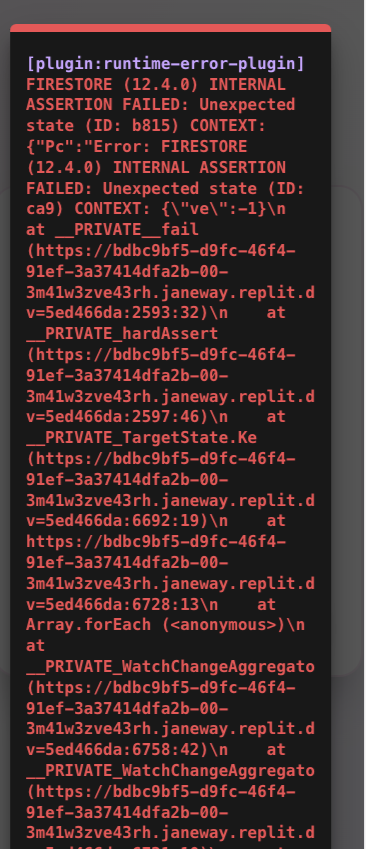 [plugin:runtime-error-plugin]
FIRESTORE (12.4.0) INTERNAL
ASSERTION FAILED: Unexpected
state (ID: b815) CONTEXT:
{"Pc":"Error: FIRESTORE
(12.4.0) INTERNAL ASSERTION
FAILED: Unexpected state (ID:
ca9) CONTEXT: {\"ve\":-1}\n
at __PRIVATE__fail
(https://bdbc9bf5-d9fc-46f4-
91ef-3a37414dfa2b-00-
3m41w3zve43rh.janeway.replit.d
v=5ed466da:2593:32)\n    at
__PRIVATE_hardAssert
(https://bdbc9bf5-d9fc-46f4-
91ef-3a37414dfa2b-00-
3m41w3zve43rh.janeway.replit.d
v=5ed466da:2597:46)\n    at
__PRIVATE_TargetState.Ke
(https://bdbc9bf5-d9fc-46f4-
91ef-3a37414dfa2b-00-
3m41w3zve43rh.janeway.replit.d
v=5ed466da:6692:19)\n    at
https://bdbc9bf5-d9fc-46f4-
91ef-3a37414dfa2b-00-
3m41w3zve43rh.janeway.replit.d
v=5ed466da:6728:13\n    at
Array.forEach (<anonymous>)\n
at
__PRIVATE_WatchChangeAggregato
(https://bdbc9bf5-d9fc-46f4-
91ef-3a37414dfa2b-00-
3m41w3zve43rh.janeway.replit.d
v=5ed466da:6758:42)\n    at
__PRIVATE_WatchChangeAggregato
(https://bdbc9bf5-d9fc-46f4-
91ef-3a37414dfa2b-00-
3m41w3zve43rh.janeway.replit.d